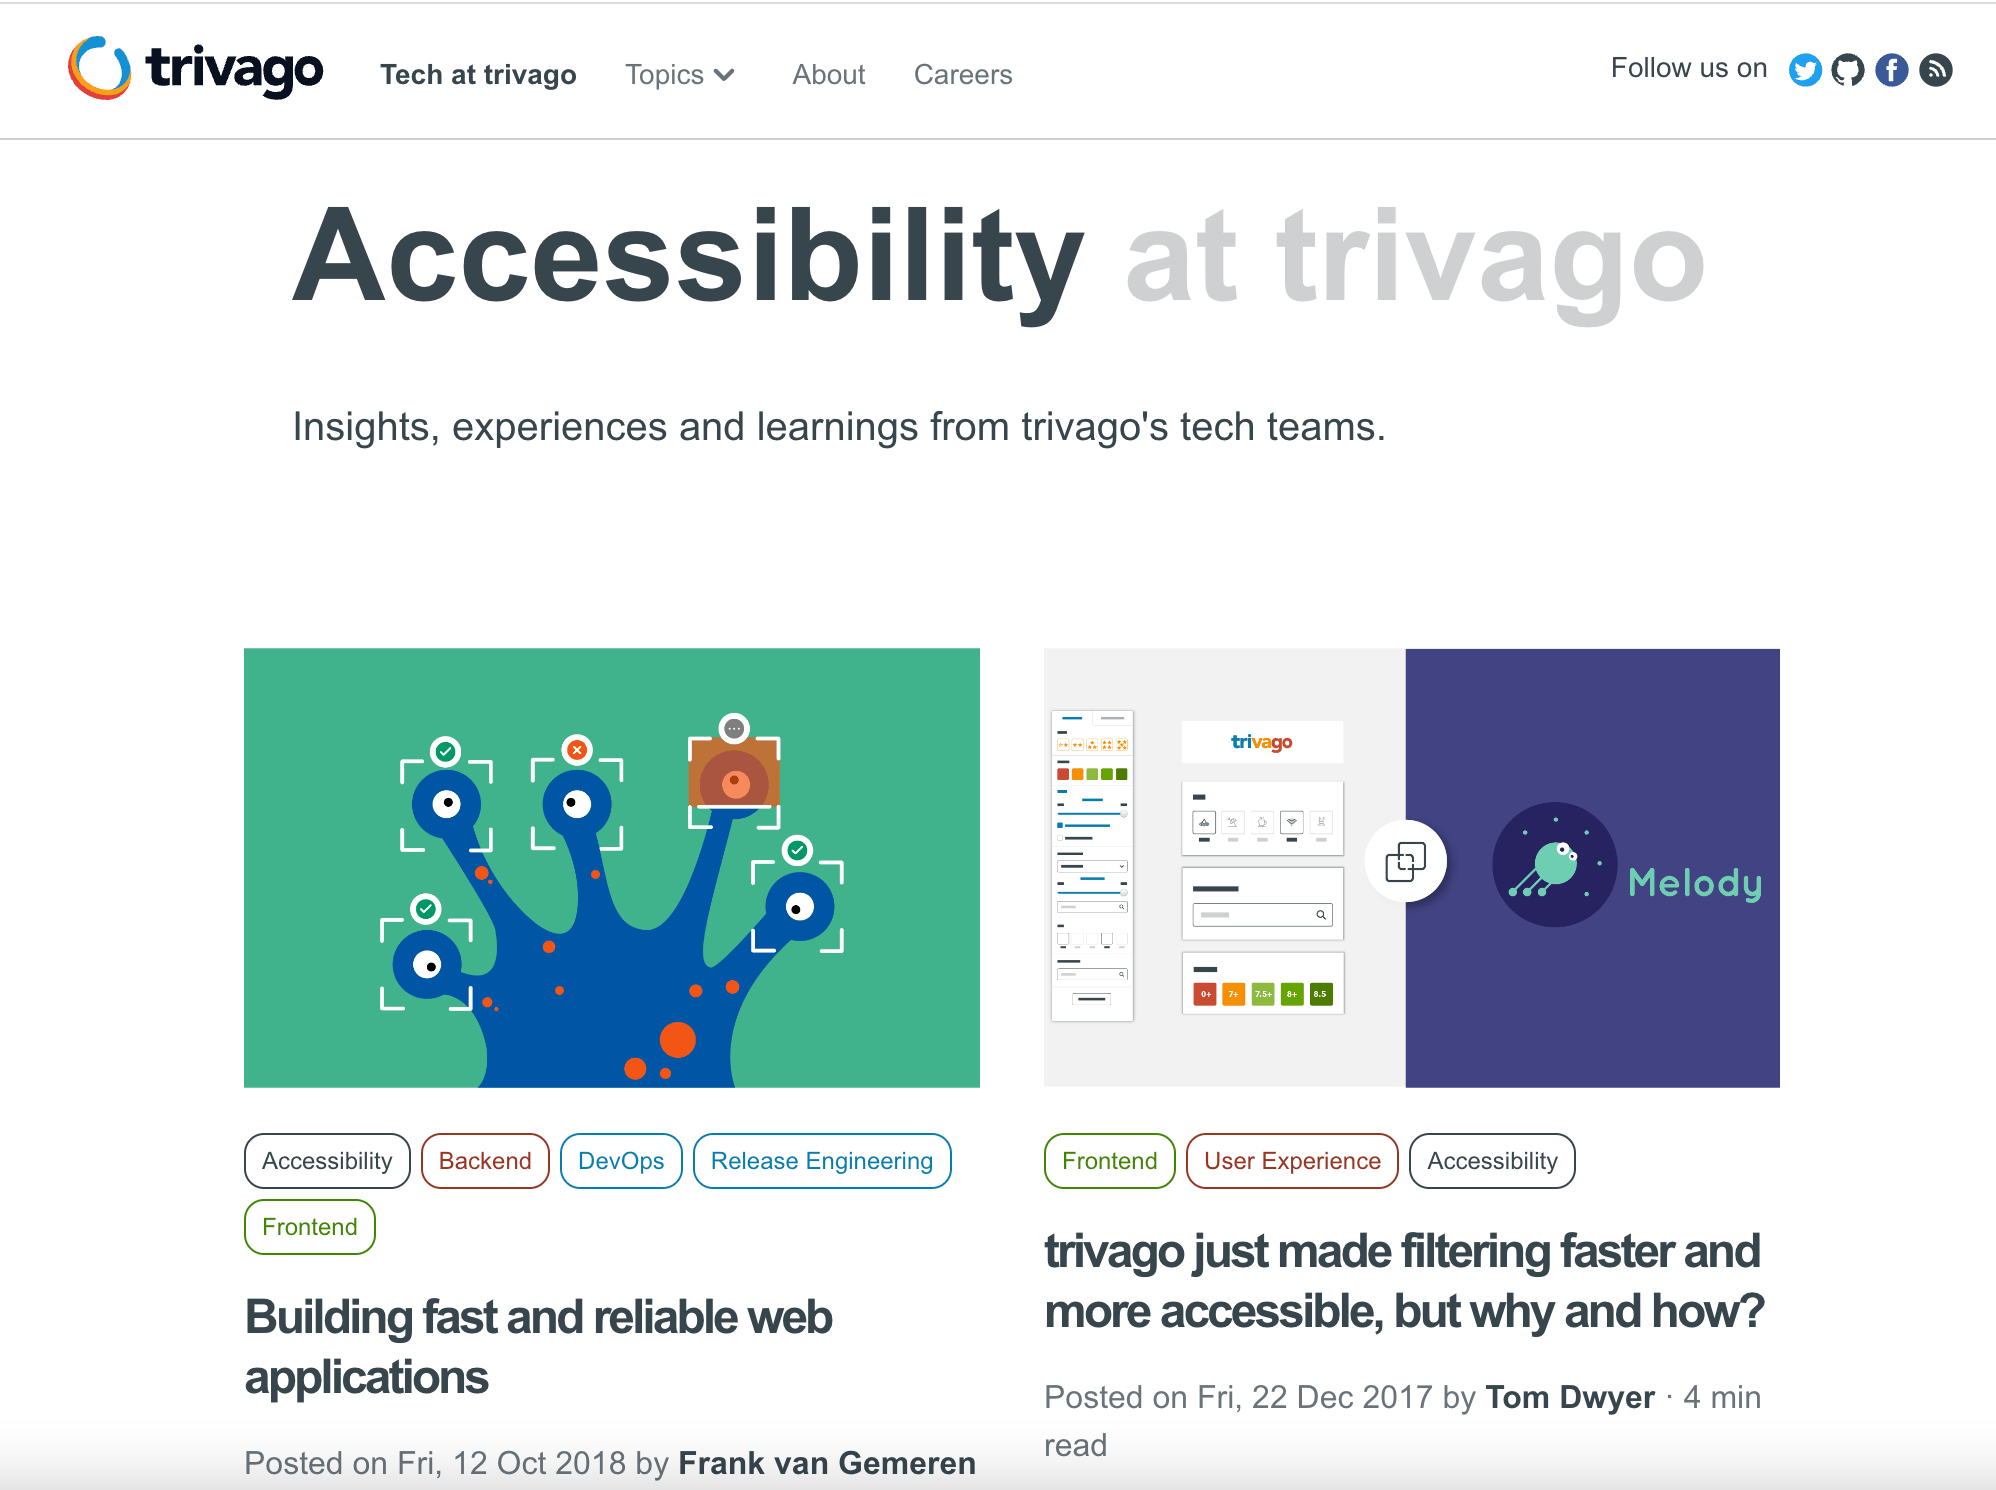 trivago
Tech at trivago
Topics
About
Careers
Follow us on
Accessibility at trivago
Insights, experiences and learnings from trivago's tech teams.
trivago
0+ 7+ 7.5+ 8+ 8.5
Melody
Accessibility
Backend
DevOps
Release Engineering
Frontend
Building fast and reliable web
applications
Posted on Fri, 12 Oct 2018 by Frank van Gemeren
Frontend
User Experience
Accessibility
trivago just made filtering faster and
more accessible, but why and how?
Posted on Fri, 22 Dec 2017 by Tom Dwyer · 4 min
read